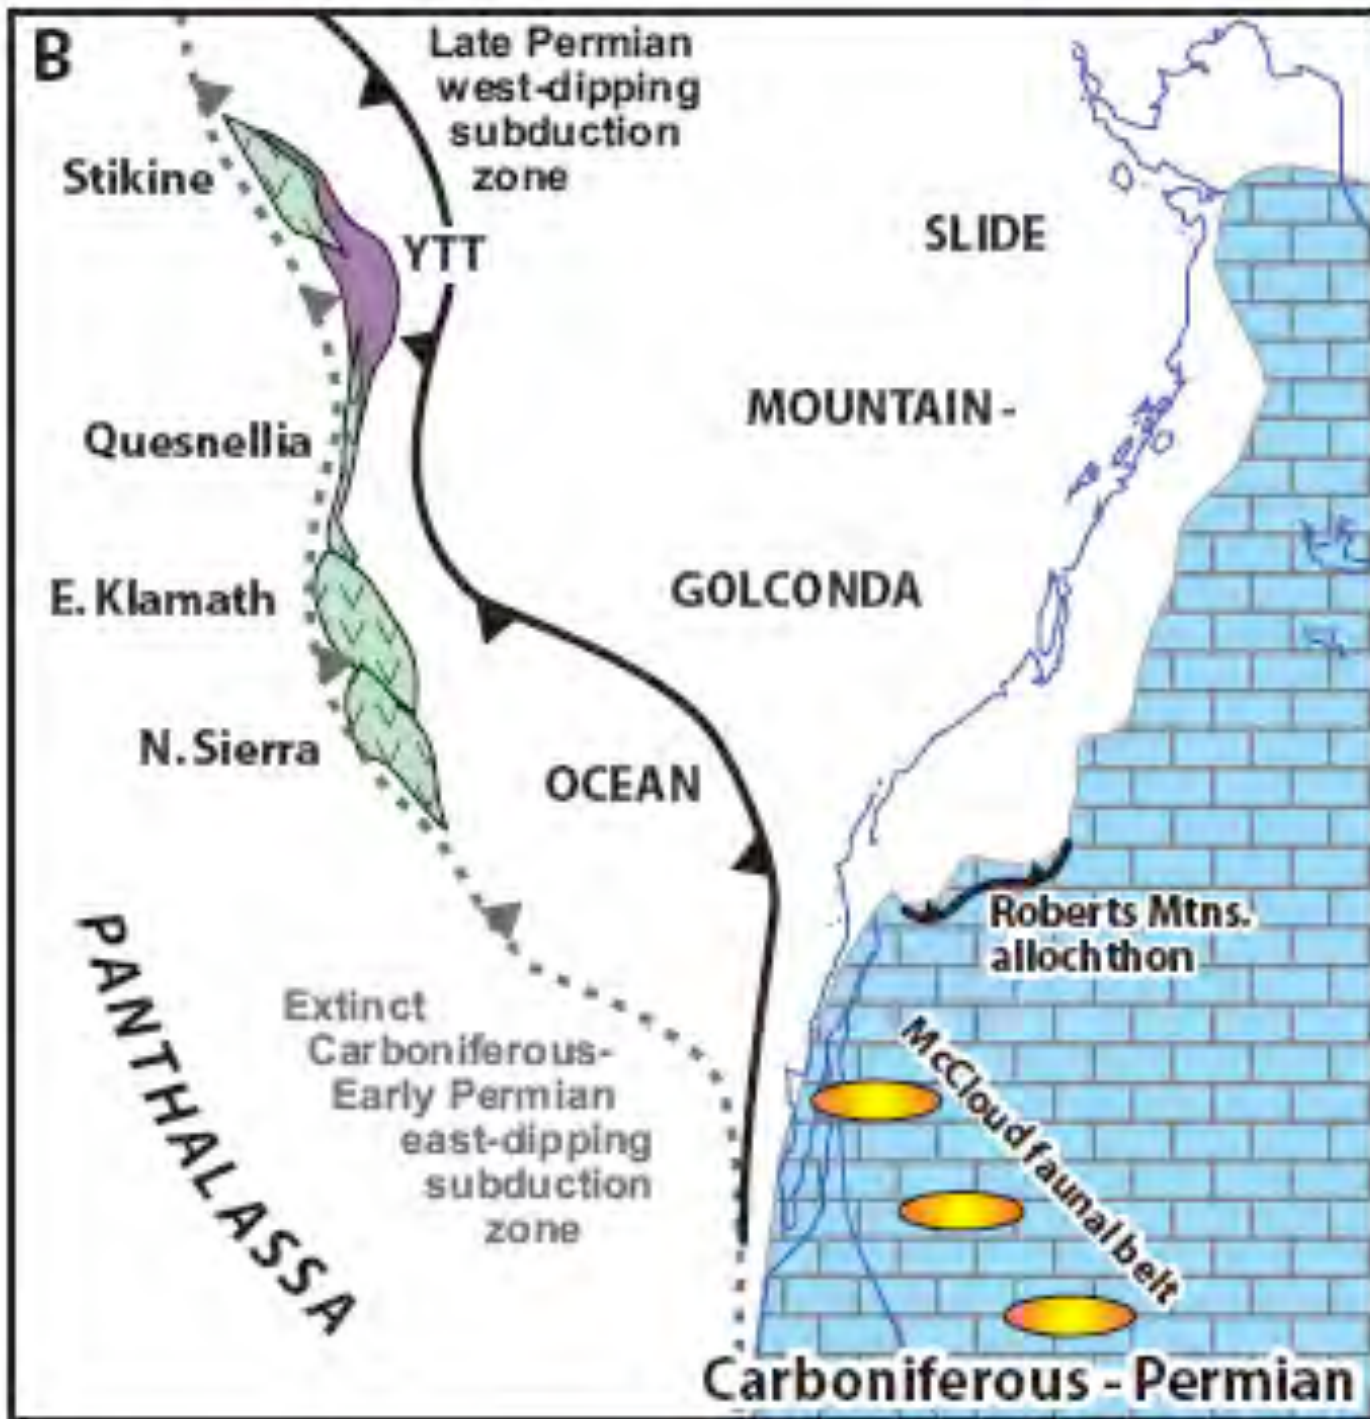 B
Late Permian
west-dipping
subduction
zone
Stikine
YTT
SLIDE
MOUNTAIN -
Quesnellia
GOLCONDA
E. Klamath
N. Sierra
OCEAN
Roberts Mtns.
allochthon
PANTHALASSA
Extinct
Carboniferous-
Early Permian
east-dipping
subduction
zone
McCloud faunal belt
Carboniferous - Permian